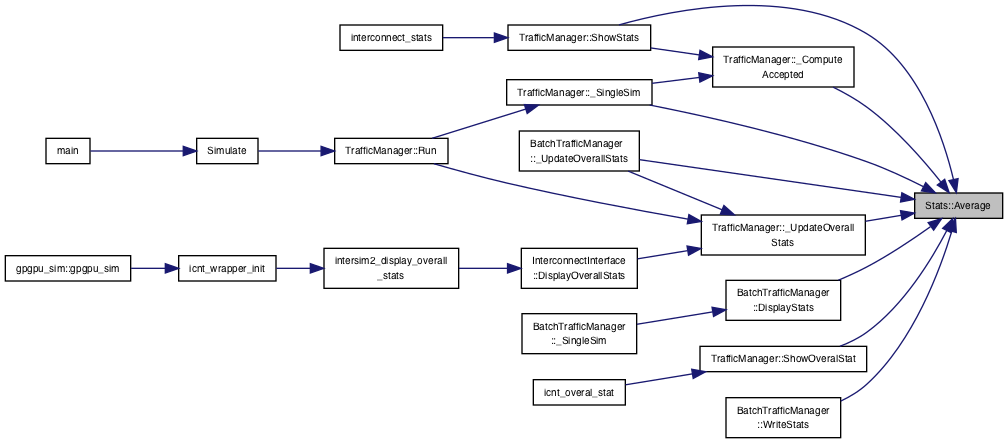 interconnect_stats
TrafficManager::ShowStats
TrafficManager::_Compute
Accepted
TrafficManager::_SingleSim
main
Simulate
TrafficManager::Run
BatchTrafficManager
::_UpdateOverallStats
Stats::Average
TrafficManager::_UpdateOverall
Stats
gpgpu_sim::gpgpu_sim
icnt_wrapper_init
intersim2_display_overall
_stats
InterconnectInterface
::DisplayOverallStats
BatchTrafficManager
::DisplayStats
BatchTrafficManager
::_SingleSim
TrafficManager::ShowOveralStat
icnt_overal_stat
BatchTrafficManager
::WriteStats